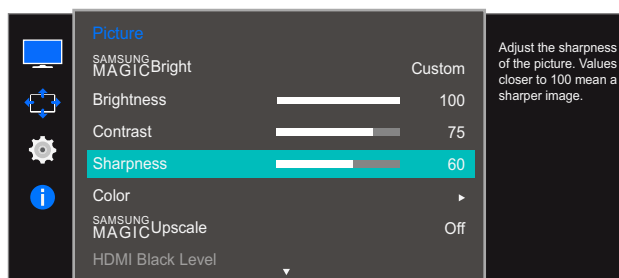 Picture
SAMSUNG
MAGICBright Custom
Brightness 100
Contrast 75
Sharpness 60
Color
SAMSUNG
MAGICUpscale Off
HDMI Black Level
Adjust the sharpness
of the picture. Values
closer to 100 mean a
sharper image.